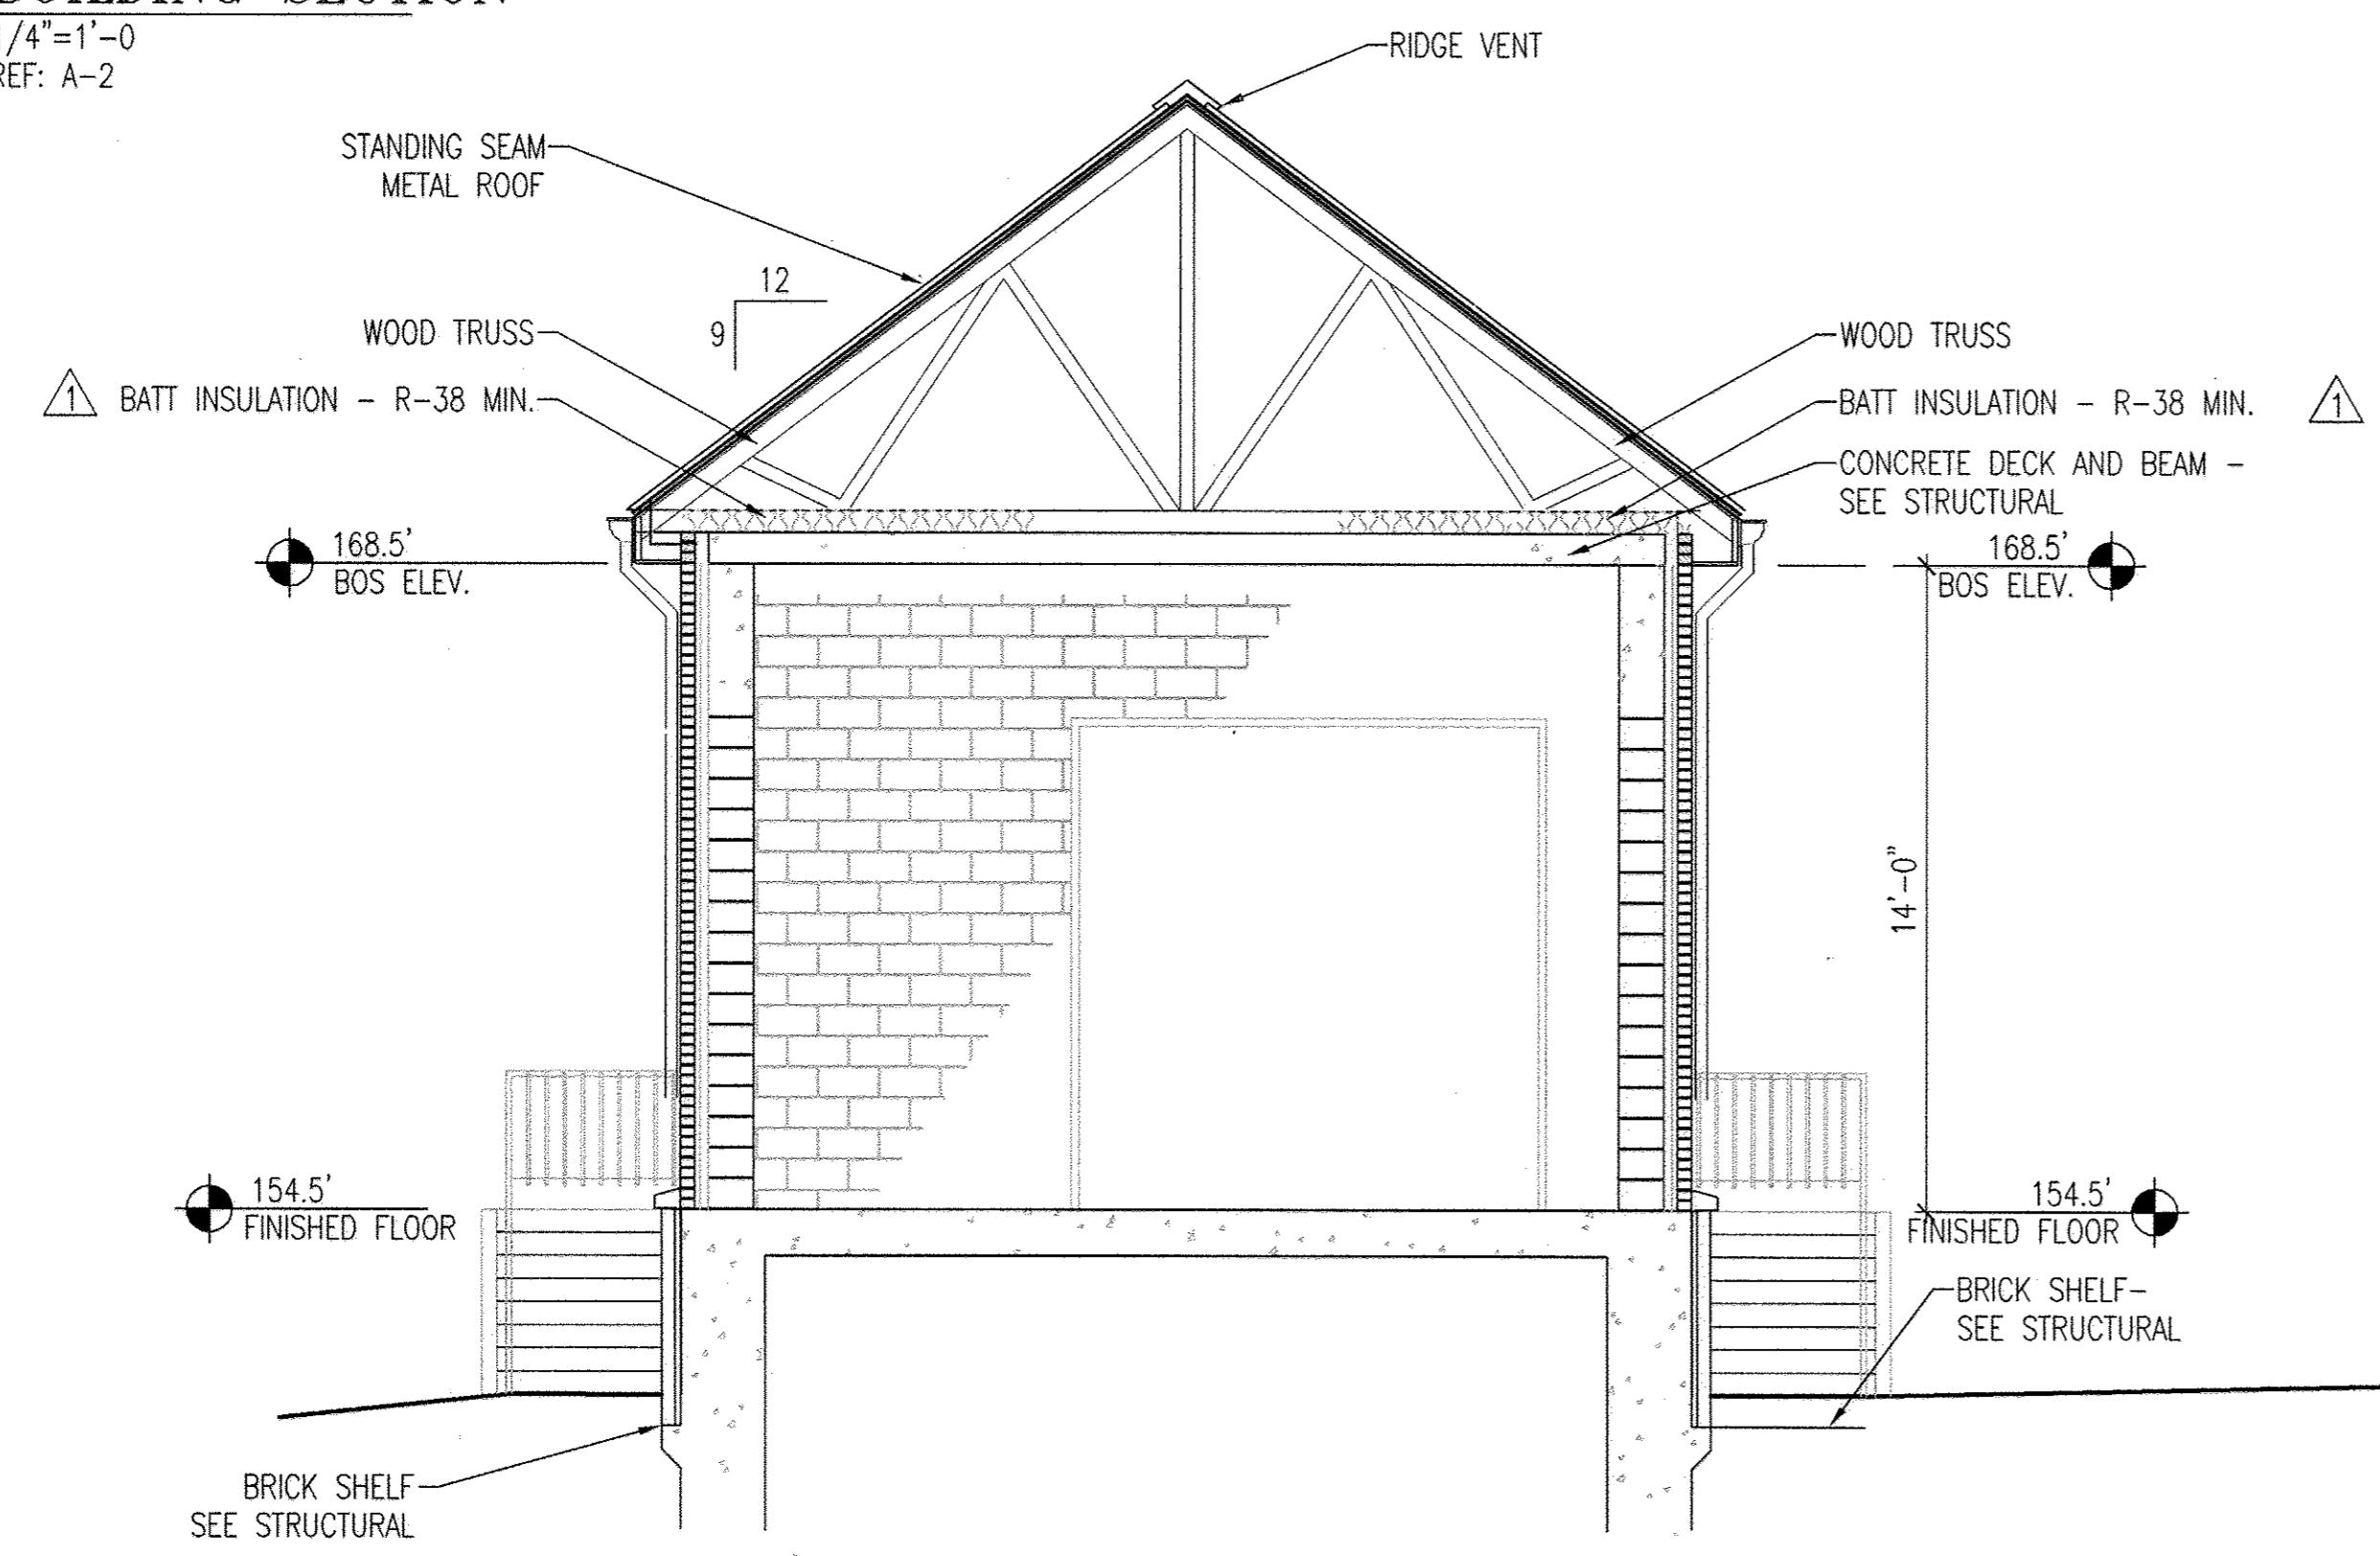 BUILDING SECTION
1/4"=1'-0
REF: A-2
RIDGE VENT
STANDING SEAM
METAL ROOF
12
9
WOOD TRUSS
1 BATT INSULATION - R-38 MIN.
WOOD TRUSS
BATT INSULATION - R-38 MIN. 1
CONCRETE DECK AND BEAM -
SEE STRUCTURAL
168.5'
BOS ELEV.
168.5'
BOS ELEV.
14'-0"
154.5'
FINISHED FLOOR
154.5'
FINISHED FLOOR
BRICK SHELF-
SEE STRUCTURAL
BRICK SHELF
SEE STRUCTURAL